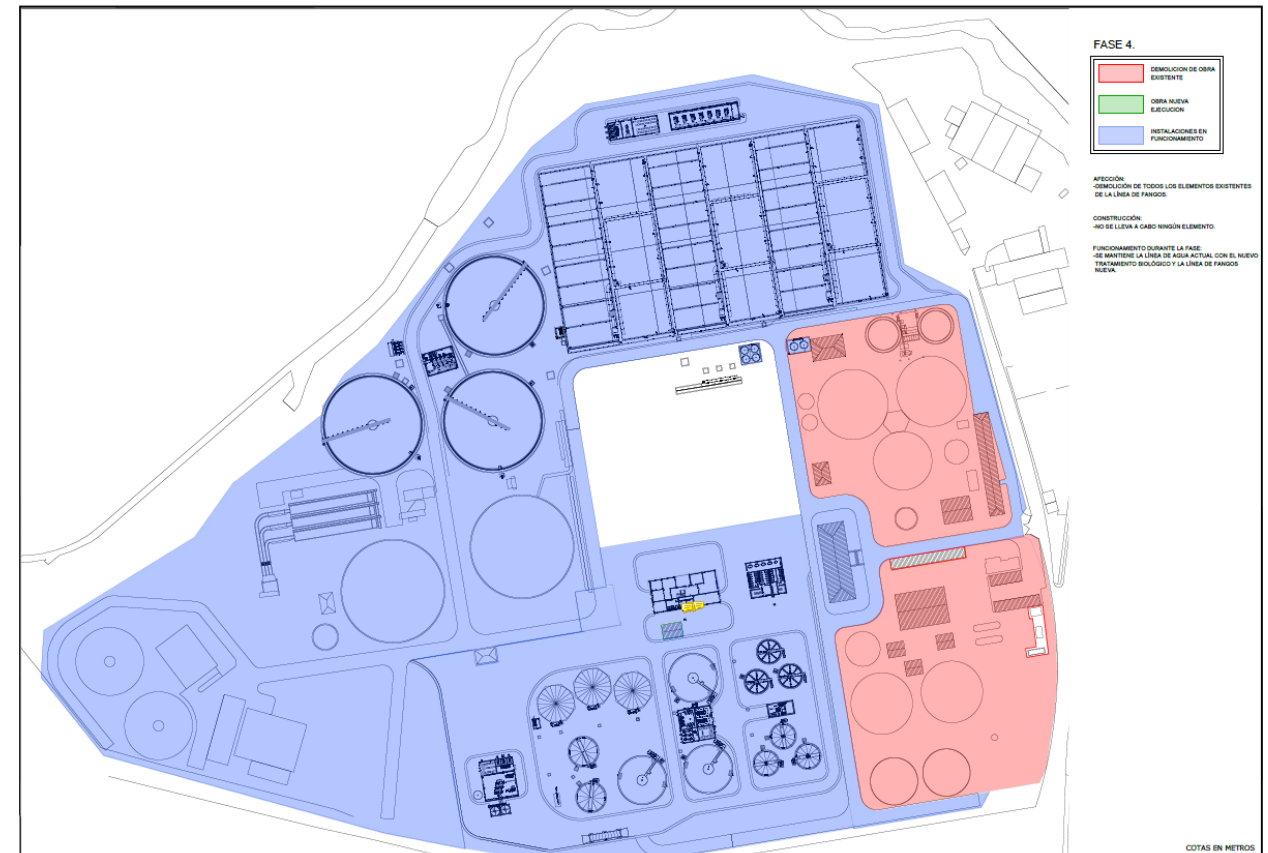 FASE 4.
DEMOLICION DE OBRA
EXISTENTE
OBRA NUEVA
EJECUCION
INSTALACIONES EN
FUNCIONAMIENTO
AFECCIÓN:
-DEMOLICIÓN DE TODOS LOS ELEMENTOS EXISTENTES
DE LA LÍNEA DE FANGOS.
CONSTRUCCIÓN:
-NO SE LLEVA A CABO NINGÚN ELEMENTO.
FUNCIONAMIENTO DURANTE LA FASE:
-SE MANTIENE LA LÍNEA DE AGUA ACTUAL CON EL NUEVO
TRATAMIENTO BIOLÓGICO Y LA LÍNEA DE FANGOS
NUEVA.
COTAS EN METROS